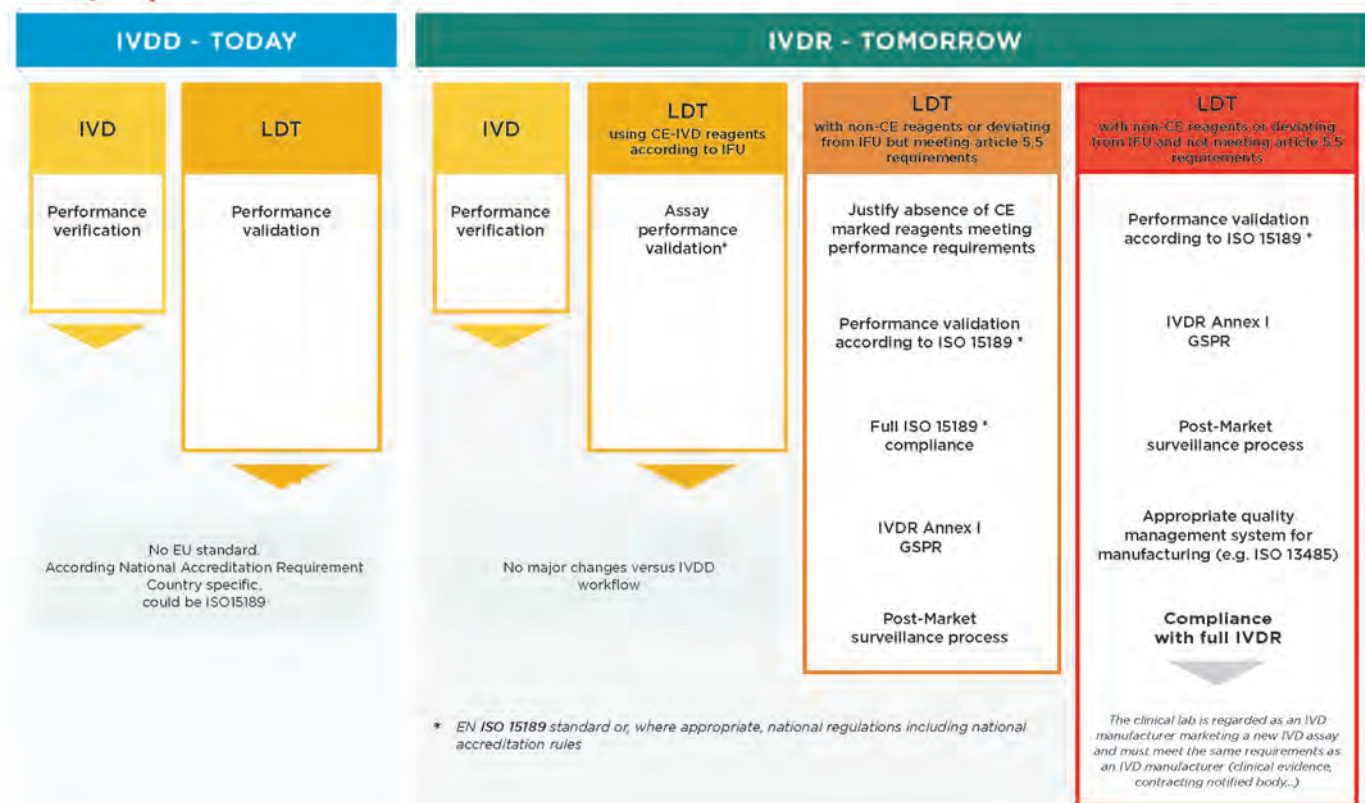 IVDD - TODAY
IVDR - TOMORROW
IVD
LDT
IVD
LDT
using CE-IVD reagents
according to IFU
LDT
with non-CE reagents or deviating
from IFU but meeting article 5.5
requirements
LDT
with non-CE reagents or deviating
from IFU and not meeting article 5.5
requirements
Performance
verification
Performance
validation
Performance
verification
Assay
performance
validation*
Justify absence of CE
marked reagents meeting
performance requirements
Performance validation
according to ISO 15189 *
Full ISO 15189 *
compliance
IVDR Annex I
GSPR
Post-Market
surveillance process
Performance validation
according to ISO 15189 *
IVDR Annex I
GSPR
Post-Market
surveillance process
Appropriate quality
management system for
manufacturing (e.g. ISO 13485)
Compliance
with full IVDR
The clinical lab is regarded as an IVD
manufacturer marketing a new IVD assay
and must meet the same requirements as
an IVD manufacturer (clinical evidence,
contracting notified body...)
No EU standard.
According National Accreditation Requirement
Country specific,
could be ISO15189
No major changes versus IVDD
workflow
* EN ISO 15189 standard or, where appropriate, national regulations including national
accreditation rules